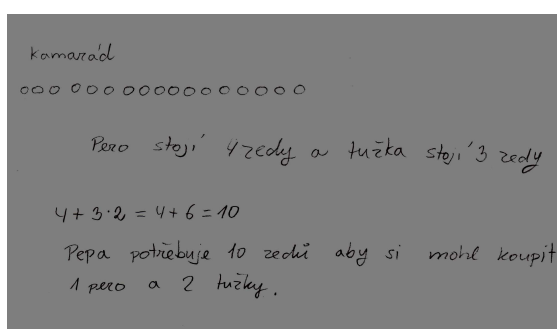 kamarád
ooo ooo ooooooooooooo
Pero stojí 4 zedy a tužka stojí 3 zedy
4 + 3·2 = 4 + 6 = 10
Pepa potřebuje 10 zedů aby si mohl koupit
1 pero a 2 tužky.